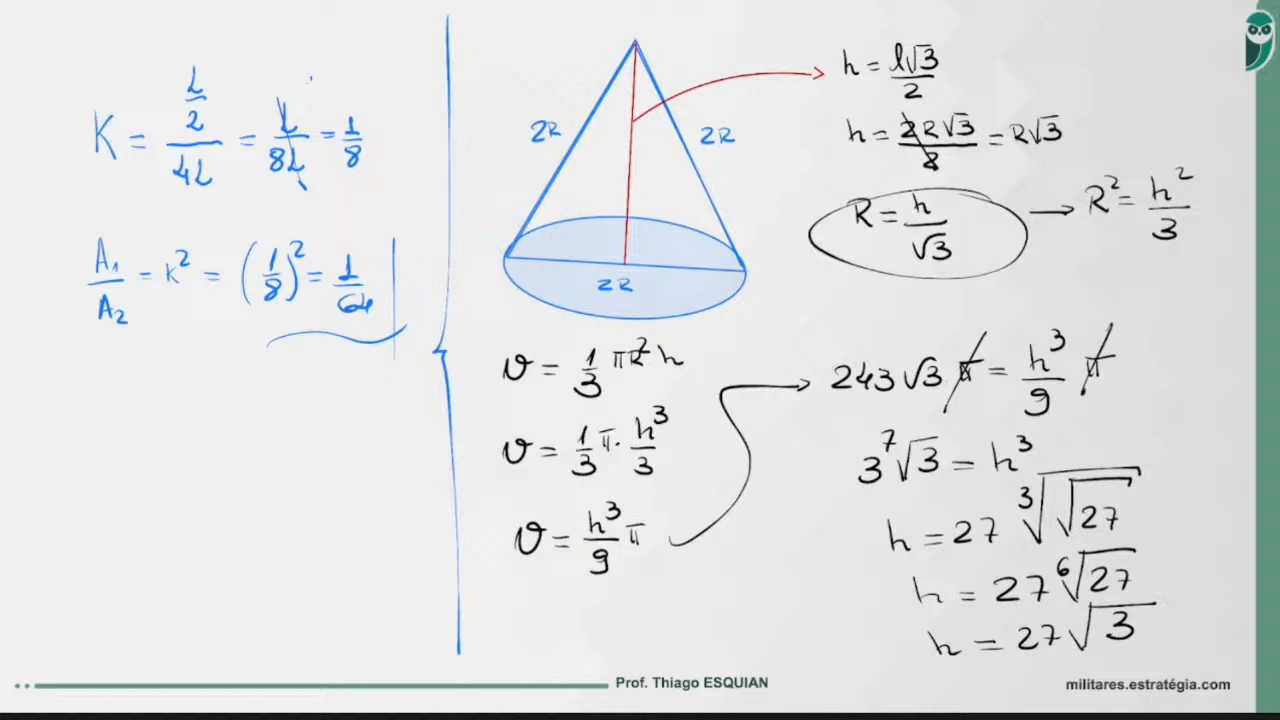 K = (L/2)/(4L) = L/(8L) = 1/8
A₁/A₂ = K² = (1/8)² = 1/64
2R
2R
2R
h = l√3/2
h = 2R√3/2 = R√3
R = h/√3 → R² = h²/3
v = 1/3 πR²h
v = 1/3 π · h³/3
v = h³/9 π
243√3 π = h³/9 π
3⁷√3 = h³
h = 27 ∛√27
h = 27 ⁶√27
h = 27√3
Prof. Thiago ESQUIAN
militares.estratégia.com